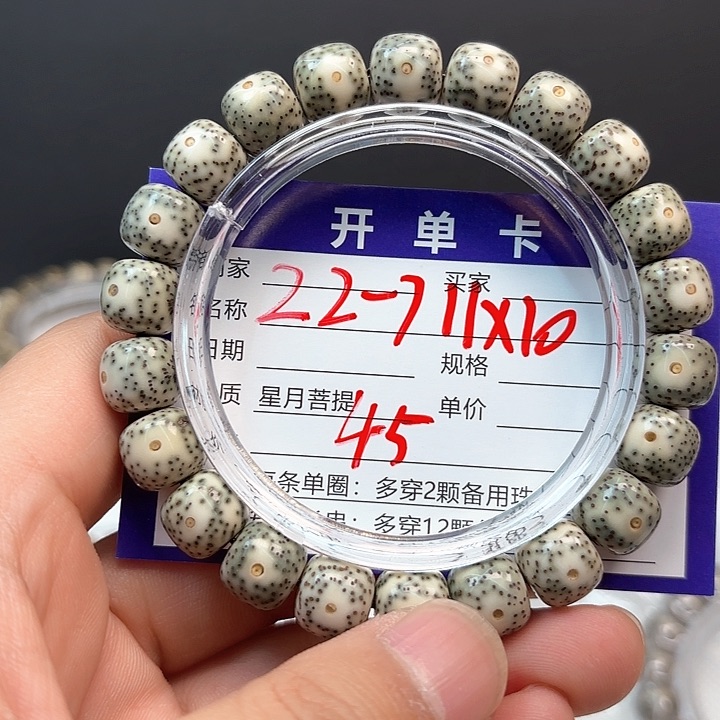 开单卡
家 买家
名称 22-7 11x10
日期 规格
质 星月菩提 单价
45
条单圈：多穿2颗备用珠
串：多穿12颗